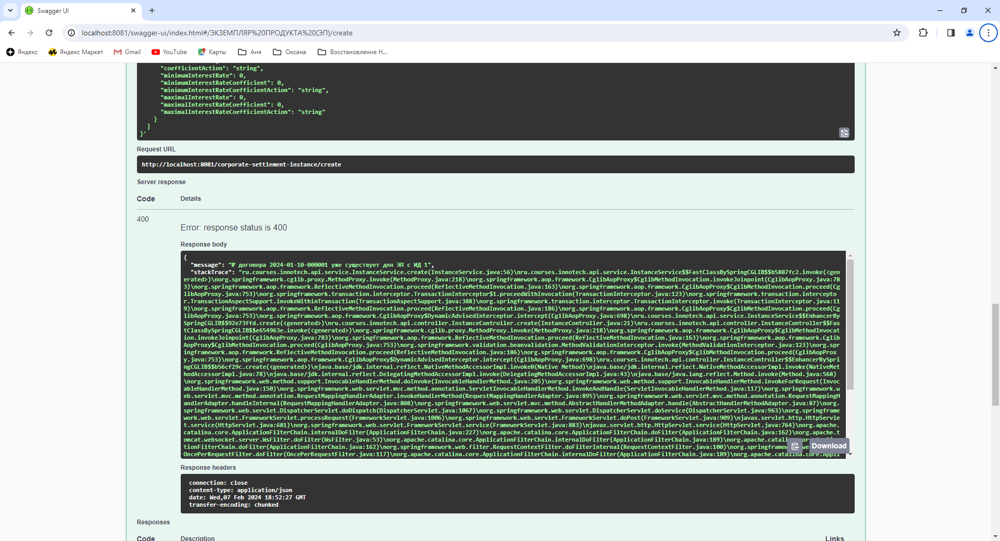 Swagger UI
localhost:8081/swagger-ui/index.html#/ЭКЗЕМПЛЯР%20ПРОДУКТА%20(ЭП)/create
Яндекс
Яндекс Маркет
Gmail
YouTube
Карты
Аня
Оксана
Восстановление Н...
"coefficientAction": "string",
"minimumInterestRate": 0,
"minimumInterestRateCoefficient": 0,
"minimumInterestRateCoefficientAction": "string",
"maximalInterestRate": 0,
"maximalInterestRateCoefficient": 0,
"maximalInterestRateCoefficientAction": "string"
}
]
}'
Request URL
http://localhost:8081/corporate-settlement-instance/create
Server response
Code Details
400
Error: response status is 400
Response body
{
"message": "№ договора 2024-01-10-000001 уже существует для ЭП с ИД 1",
"stackTrace": "ru.courses.innotech.api.service.InstanceService.create(InstanceService.java:56)\nru.courses.innotech.api.service.InstanceService$$FastClassBySpringCGLIB$$b5887fc2.invoke(<gen
erated>)\norg.springframework.cglib.proxy.MethodProxy.invoke(MethodProxy.java:218)\norg.springframework.aop.framework.CglibAopProxy$CglibMethodInvocation.invokeJoinpoint(CglibAopProxy.java:78
3)\norg.springframework.aop.framework.ReflectiveMethodInvocation.proceed(ReflectiveMethodInvocation.java:163)\norg.springframework.aop.framework.CglibAopProxy$CglibMethodInvocation.proceed(Cg
libAopProxy.java:753)\norg.springframework.transaction.interceptor.TransactionInterceptor$1.proceedWithInvocation(TransactionInterceptor.java:123)\norg.springframework.transaction.intercepto
r.TransactionAspectSupport.invokeWithinTransaction(TransactionAspectSupport.java:388)\norg.springframework.transaction.interceptor.TransactionInterceptor.invoke(TransactionInterceptor.java:11
9)\norg.springframework.aop.framework.ReflectiveMethodInvocation.proceed(ReflectiveMethodInvocation.java:186)\norg.springframework.aop.framework.CglibAopProxy$CglibMethodInvocation.proceed(Cg
libAopProxy.java:753)\norg.springframework.aop.framework.CglibAopProxy$DynamicAdvisedInterceptor.intercept(CglibAopProxy.java:698)\nru.courses.innotech.api.service.InstanceService$$EnhancerBy
SpringCGLIB$$92e73ffd.create(<generated>)\nru.courses.innotech.api.controller.InstanceController.create(InstanceController.java:21)\nru.courses.innotech.api.controller.InstanceController$$Fas
tClassBySpringCGLIB$$e654963e.invoke(<generated>)\norg.springframework.cglib.proxy.MethodProxy.invoke(MethodProxy.java:218)\norg.springframework.aop.framework.CglibAopProxy$CglibMethodInvocat
ion.invokeJoinpoint(CglibAopProxy.java:783)\norg.springframework.aop.framework.ReflectiveMethodInvocation.proceed(ReflectiveMethodInvocation.java:163)\norg.springframework.aop.framework.Cglib
AopProxy$CglibMethodInvocation.proceed(CglibAopProxy.java:753)\norg.springframework.validation.beanvalidation.MethodValidationInterceptor.invoke(MethodValidationInterceptor.java:123)\norg.spr
ingframework.aop.framework.ReflectiveMethodInvocation.proceed(ReflectiveMethodInvocation.java:186)\norg.springframework.aop.framework.CglibAopProxy$CglibMethodInvocation.proceed(CglibAopProx
y.java:753)\norg.springframework.aop.framework.CglibAopProxy$DynamicAdvisedInterceptor.intercept(CglibAopProxy.java:698)\nru.courses.innotech.api.controller.InstanceController$$EnhancerBySpri
ngCGLIB$$b56cf29c.create(<generated>)\njava.base/jdk.internal.reflect.NativeMethodAccessorImpl.invoke0(Native Method)\njava.base/jdk.internal.reflect.NativeMethodAccessorImpl.invoke(NativeMet
hodAccessorImpl.java:78)\njava.base/jdk.internal.reflect.DelegatingMethodAccessorImpl.invoke(DelegatingMethodAccessorImpl.java:43)\njava.base/java.lang.reflect.Method.invoke(Method.java:568)
\norg.springframework.web.method.support.InvocableHandlerMethod.doInvoke(InvocableHandlerMethod.java:205)\norg.springframework.web.method.support.InvocableHandlerMethod.invokeForRequest(Invoc
ableHandlerMethod.java:150)\norg.springframework.web.servlet.mvc.method.annotation.ServletInvocableHandlerMethod.invokeAndHandle(ServletInvocableHandlerMethod.java:117)\norg.springframework.w
eb.servlet.mvc.method.annotation.RequestMappingHandlerAdapter.invokeHandlerMethod(RequestMappingHandlerAdapter.java:895)\norg.springframework.web.servlet.mvc.method.annotation.RequestMappingH
andlerAdapter.handleInternal(RequestMappingHandlerAdapter.java:808)\norg.springframework.web.servlet.mvc.method.AbstractHandlerMethodAdapter.handle(AbstractHandlerMethodAdapter.java:87)\norg.
springframework.web.servlet.DispatcherServlet.doDispatch(DispatcherServlet.java:1067)\norg.springframework.web.servlet.DispatcherServlet.doService(DispatcherServlet.java:963)\norg.springframe
work.web.servlet.FrameworkServlet.processRequest(FrameworkServlet.java:1006)\norg.springframework.web.servlet.FrameworkServlet.doPost(FrameworkServlet.java:909)\njavax.servlet.http.HttpServle
t.service(HttpServlet.java:681)\norg.springframework.web.servlet.FrameworkServlet.service(FrameworkServlet.java:883)\njavax.servlet.http.HttpServlet.service(HttpServlet.java:764)\norg.apache.
catalina.core.ApplicationFilterChain.internalDoFilter(ApplicationFilterChain.java:227)\norg.apache.catalina.core.ApplicationFilterChain.doFilter(ApplicationFilterChain.java:162)\norg.apache.t
omcat.websocket.server.WsFilter.doFilter(WsFilter.java:53)\norg.apache.catalina.core.ApplicationFilterChain.internalDoFilter(ApplicationFilterChain.java:189)\norg.apache.catali
tionFilterChain.doFilter(ApplicationFilterChain.java:162)\norg.springframework.web.filter.RequestContextFilter.doFilterInternal(RequestContextFilter.java:100)\norg.springframew
Download
OncePerRequestFilter.doFilter(OncePerRequestFilter.java:117)\norg.apache.catalina.core.ApplicationFilterChain.internalDoFilter(ApplicationFilterChain.java:189)\norg.apache.catalina.core.Appli
Response headers
connection: close
content-type: application/json
date: Wed,07 Feb 2024 18:52:27 GMT
transfer-encoding: chunked
Responses
Code Description Links